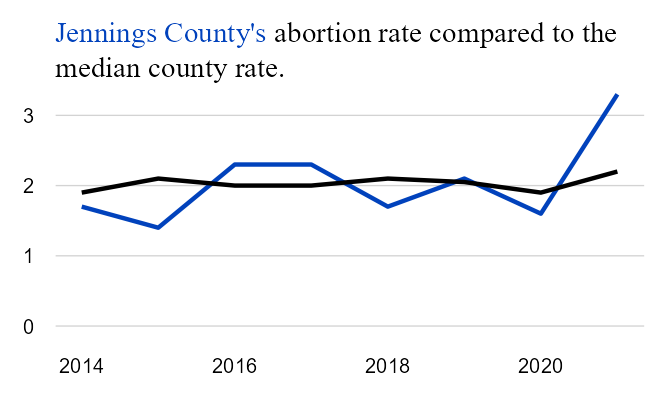 Jennings County's abortion rate compared to the
median county rate.
3
2
1
0
2014 2016 2018 2020